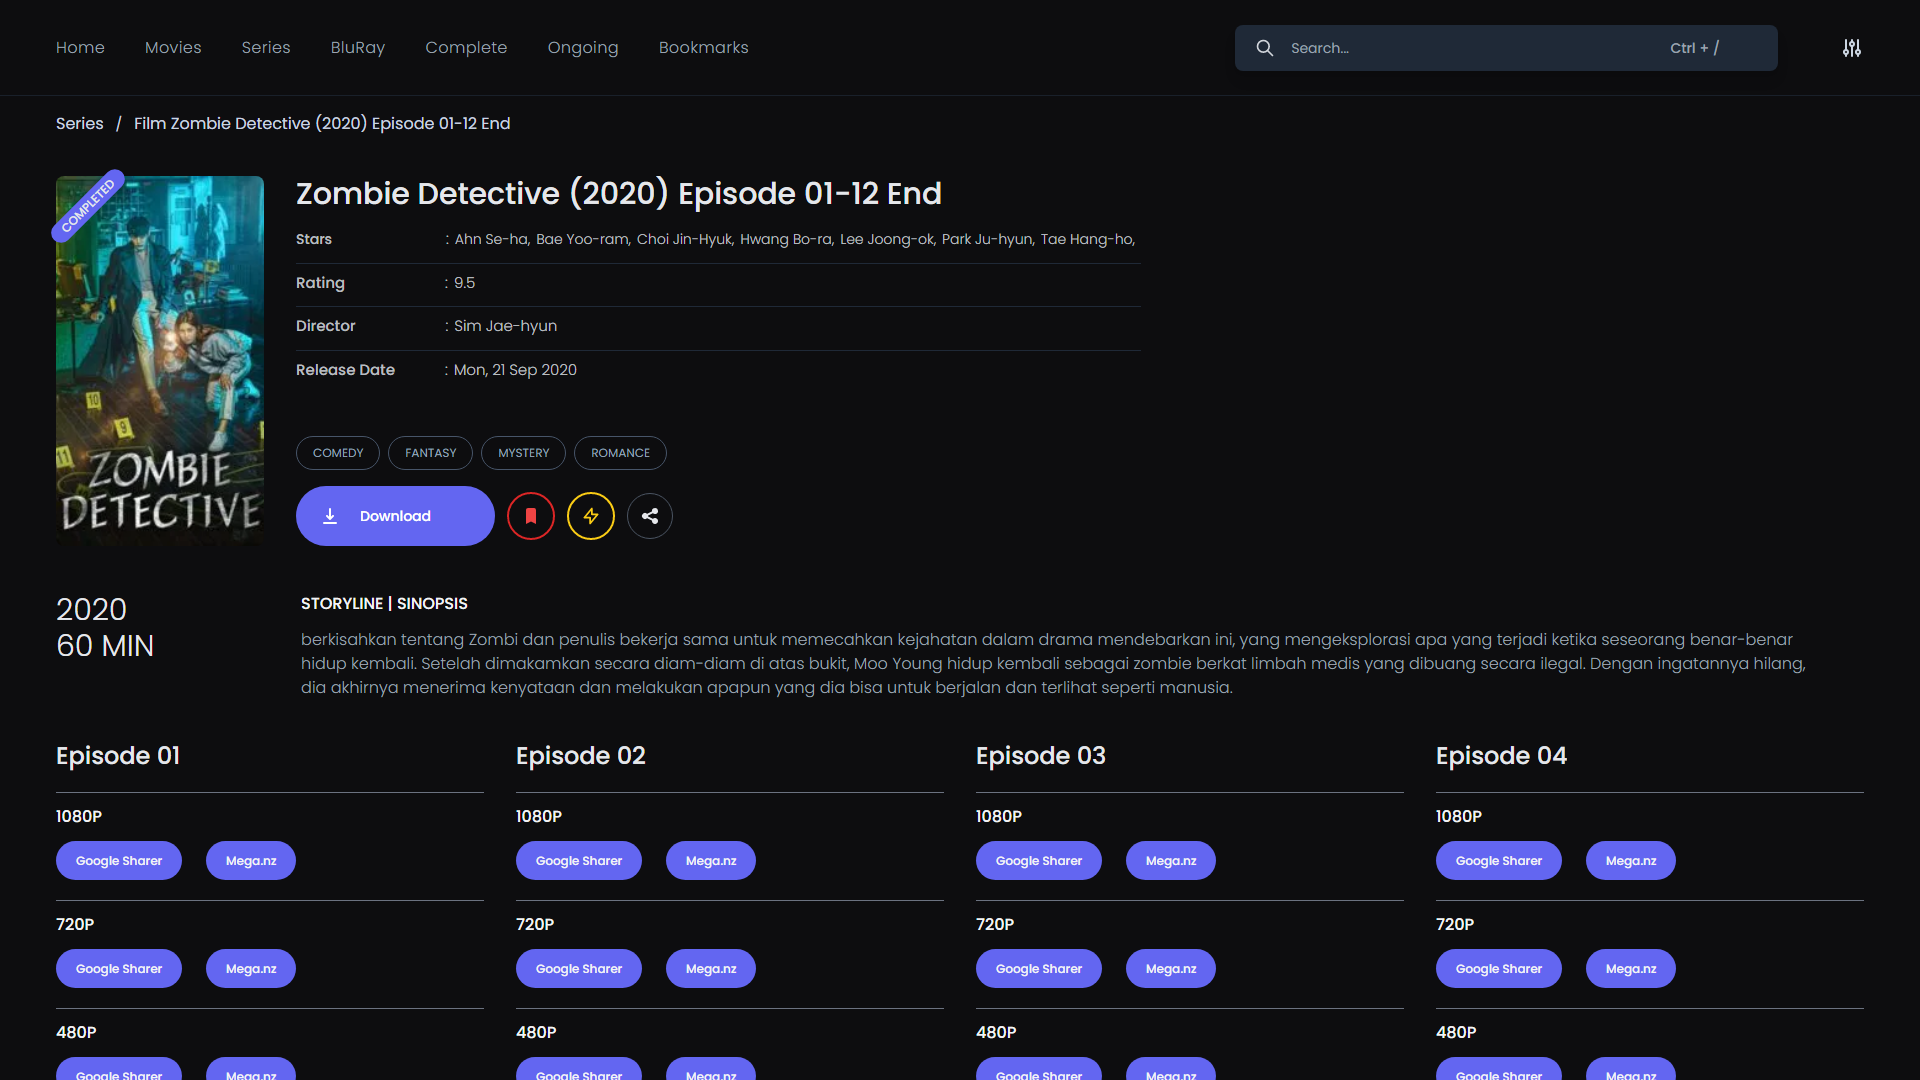 Home Movies Series BluRay Complete Ongoing Bookmarks Search... Ctrl + /
Series / Film Zombie Detective (2020) Episode 01-12 End
COMPLETED
10
9
11
ZOMBIE
DETECTIVE
Zombie Detective (2020) Episode 01-12 End
Stars : Ahn Se-ha, Bae Yoo-ram, Choi Jin-Hyuk, Hwang Bo-ra, Lee Joong-ok, Park Ju-hyun, Tae Hang-ho,
Rating : 9.5
Director : Sim Jae-hyun
Release Date : Mon, 21 Sep 2020
COMEDY FANTASY MYSTERY ROMANCE
Download
2020
60 MIN
STORYLINE | SINOPSIS
berkisahkan tentang Zombi dan penulis bekerja sama untuk memecahkan kejahatan dalam drama mendebarkan ini, yang mengeksplorasi apa yang terjadi ketika seseorang benar-benar
hidup kembali. Setelah dimakamkan secara diam-diam di atas bukit, Moo Young hidup kembali sebagai zombie berkat limbah medis yang dibuang secara ilegal. Dengan ingatannya hilang,
dia akhirnya menerima kenyataan dan melakukan apapun yang dia bisa untuk berjalan dan terlihat seperti manusia.
Episode 01 Episode 02 Episode 03 Episode 04
1080P 1080P 1080P 1080P
Google Sharer Mega.nz Google Sharer Mega.nz Google Sharer Mega.nz Google Sharer Mega.nz
720P 720P 720P 720P
Google Sharer Mega.nz Google Sharer Mega.nz Google Sharer Mega.nz Google Sharer Mega.nz
480P 480P 480P 480P
Google Sharer Mega.nz Google Sharer Mega.nz Google Sharer Mega.nz Google Sharer Mega.nz